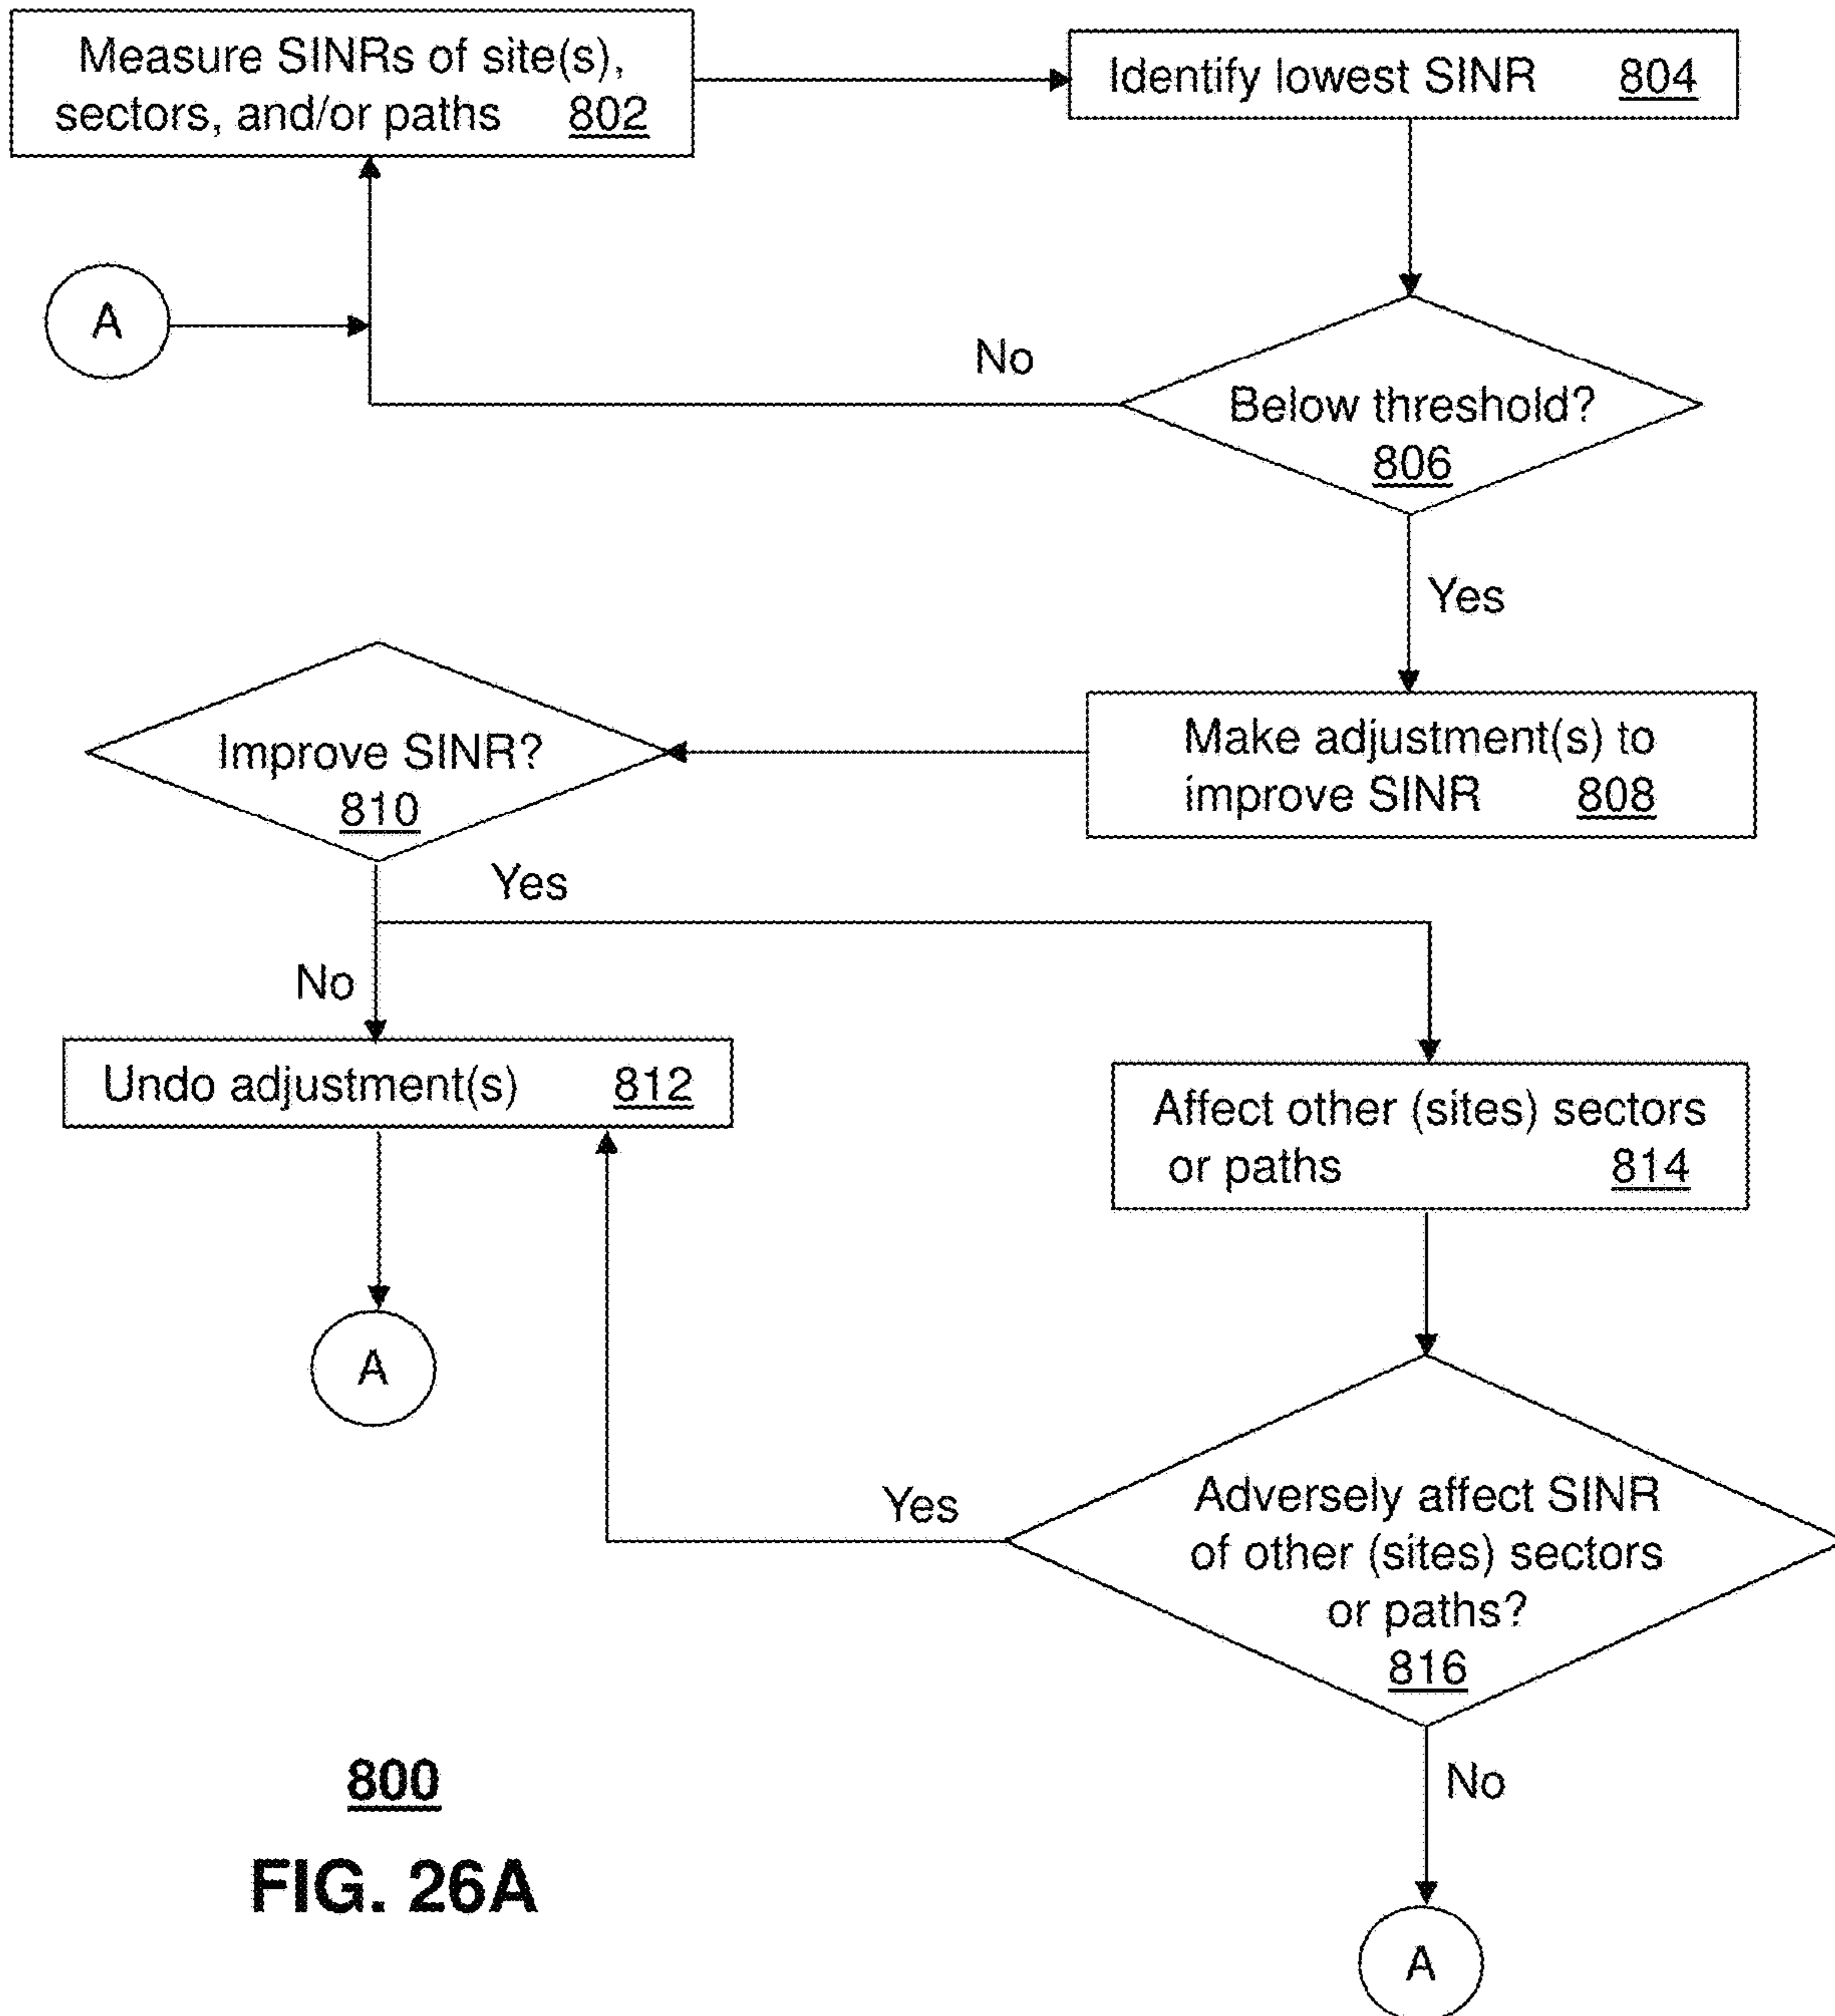 Measure SINRs of site(s),
sectors, and/or paths 802
Identify lowest SINR 804
A
No
Below threshold?
806
Yes
Improve SINR?
810
Make adjustment(s) to
improve SINR 808
Yes
No
Undo adjustment(s) 812
Affect other (sites) sectors
or paths 814
A
Yes
Adversely affect SINR
of other (sites) sectors
or paths?
816
No
800
FIG. 26A
A